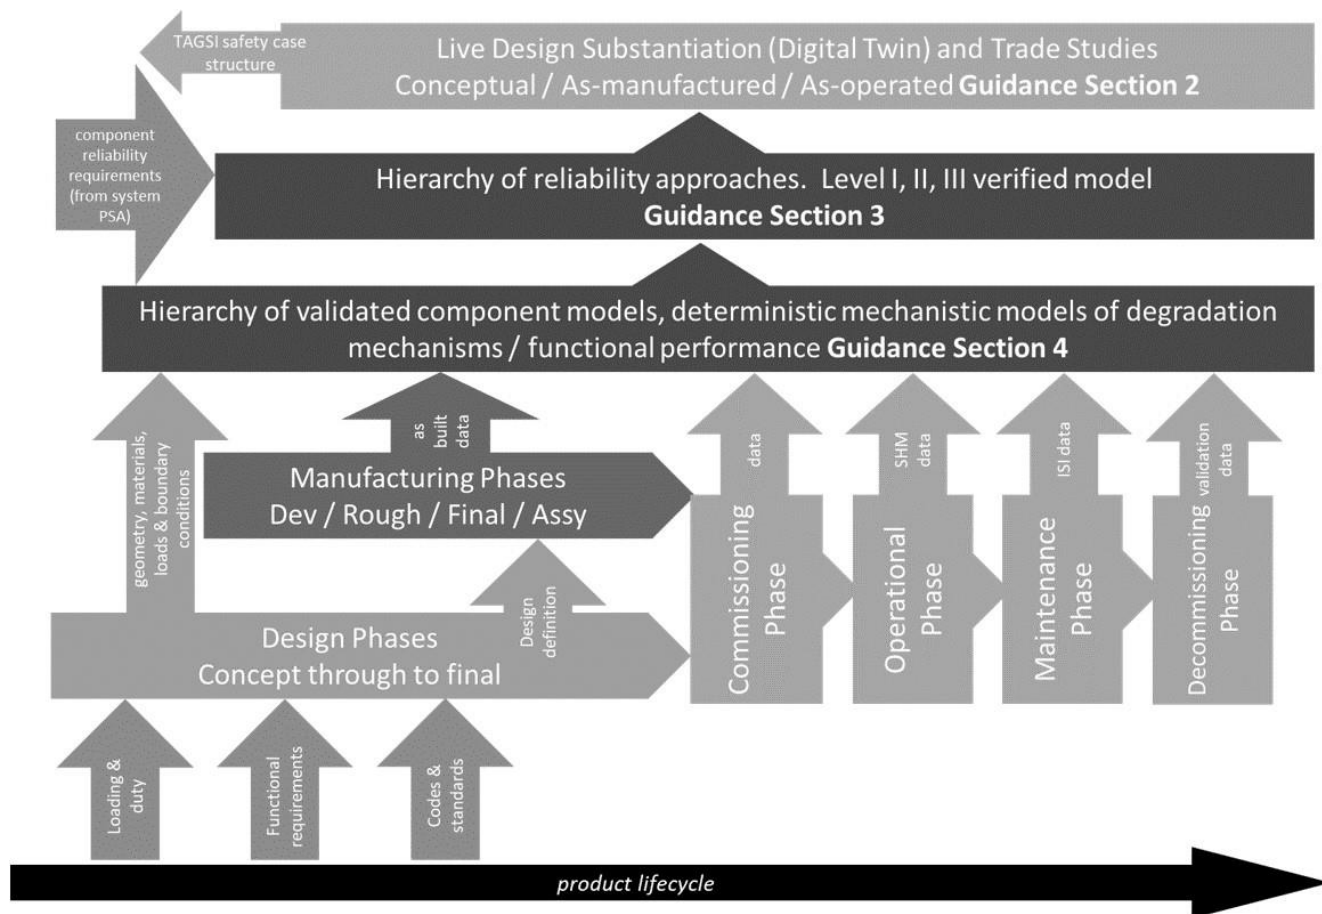 TAGSI safety case
structure
Live Design Substantiation (Digital Twin) and Trade Studies
Conceptual / As-manufactured / As-operated Guidance Section 2
component
reliability
requirements
(from system
PSA)
Hierarchy of reliability approaches.  Level I, II, III verified model
Guidance Section 3
Hierarchy of validated component models, deterministic mechanistic models of degradation
mechanisms / functional performance Guidance Section 4
geometry, materials,
loads & boundary
conditions
as
built
data
data
SHM
data
ISI data
validation
data
Manufacturing Phases
Dev / Rough / Final / Assy
Design
definition
Design Phases
Concept through to final
Commissioning
Phase
Operational
Phase
Maintenance
Phase
Decommissioning
Phase
Loading &
duty
Functional
requirements
Codes &
standards
product lifecycle